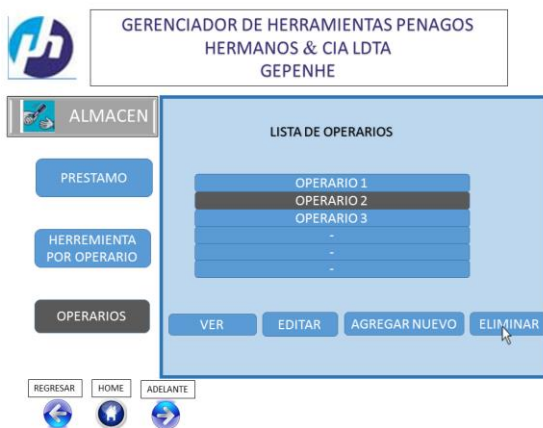 GERENCIADOR DE HERRAMIENTAS PENAGOS
HERMANOS & CIA LDTA
GEPENHE
ALMACEN
PRESTAMO
HERREMIENTA
POR OPERARIO
OPERARIOS
LISTA DE OPERARIOS
OPERARIO 1
OPERARIO 2
OPERARIO 3
-
-
-
VER
EDITAR
AGREGAR NUEVO
ELIMINAR
REGRESAR
HOME
ADELANTE